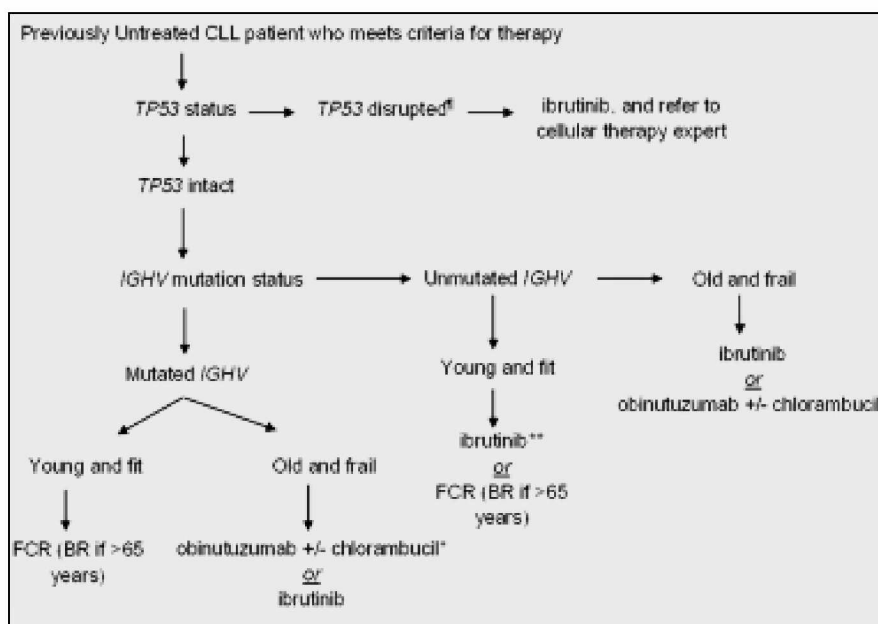 Previously Untreated CLL patient who meets criteria for therapy
TP53 status
TP53 disrupted¶
ibrutinib, and refer to
cellular therapy expert
TP53 intact
IGHV mutation status
Unmutated IGHV
Old and frail
ibrutinib
or
obinutuzumab +/- chlorambucil
Young and fit
ibrutinib**
or
FCR (BR if >65
years)
Mutated IGHV
Young and fit
FCR (BR if >65
years)
Old and frail
obinutuzumab +/- chlorambucil*
or
ibrutinib